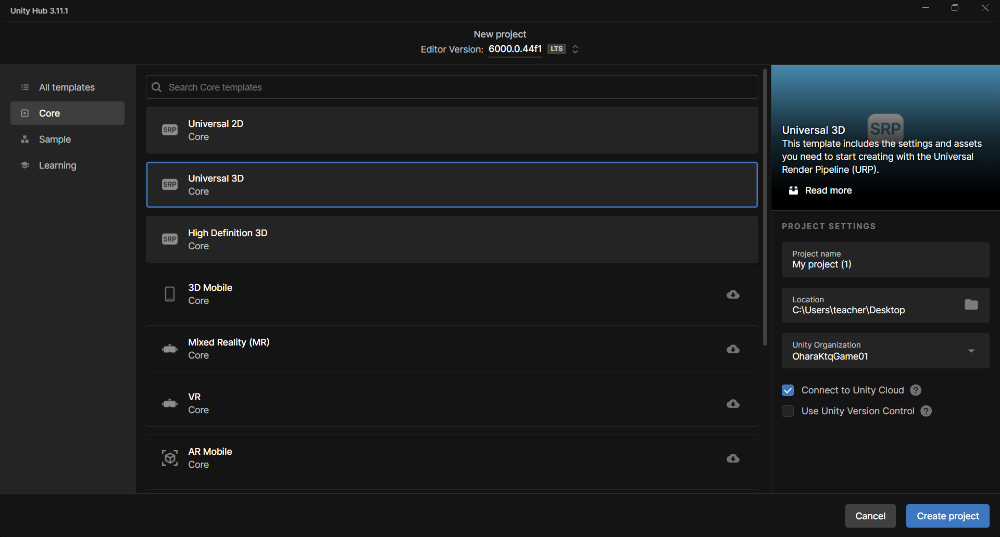 Unity Hub 3.11.1
New project
Editor Version: 6000.0.44f1 LTS
All templates
Core
Sample
Learning
Search Core templates
SRP
Universal 2D
Core
SRP
Universal 3D
Core
SRP
High Definition 3D
Core
3D Mobile
Core
Mixed Reality (MR)
Core
VR
Core
AR Mobile
Core
SRP
Universal 3D
This template includes the settings and assets
you need to start creating with the Universal
Render Pipeline (URP).
Read more
PROJECT SETTINGS
Project name
My project (1)
Location
C:\Users\teacher\Desktop
Unity Organization
OharaKtqGame01
Connect to Unity Cloud ?
Use Unity Version Control ?
Cancel
Create project